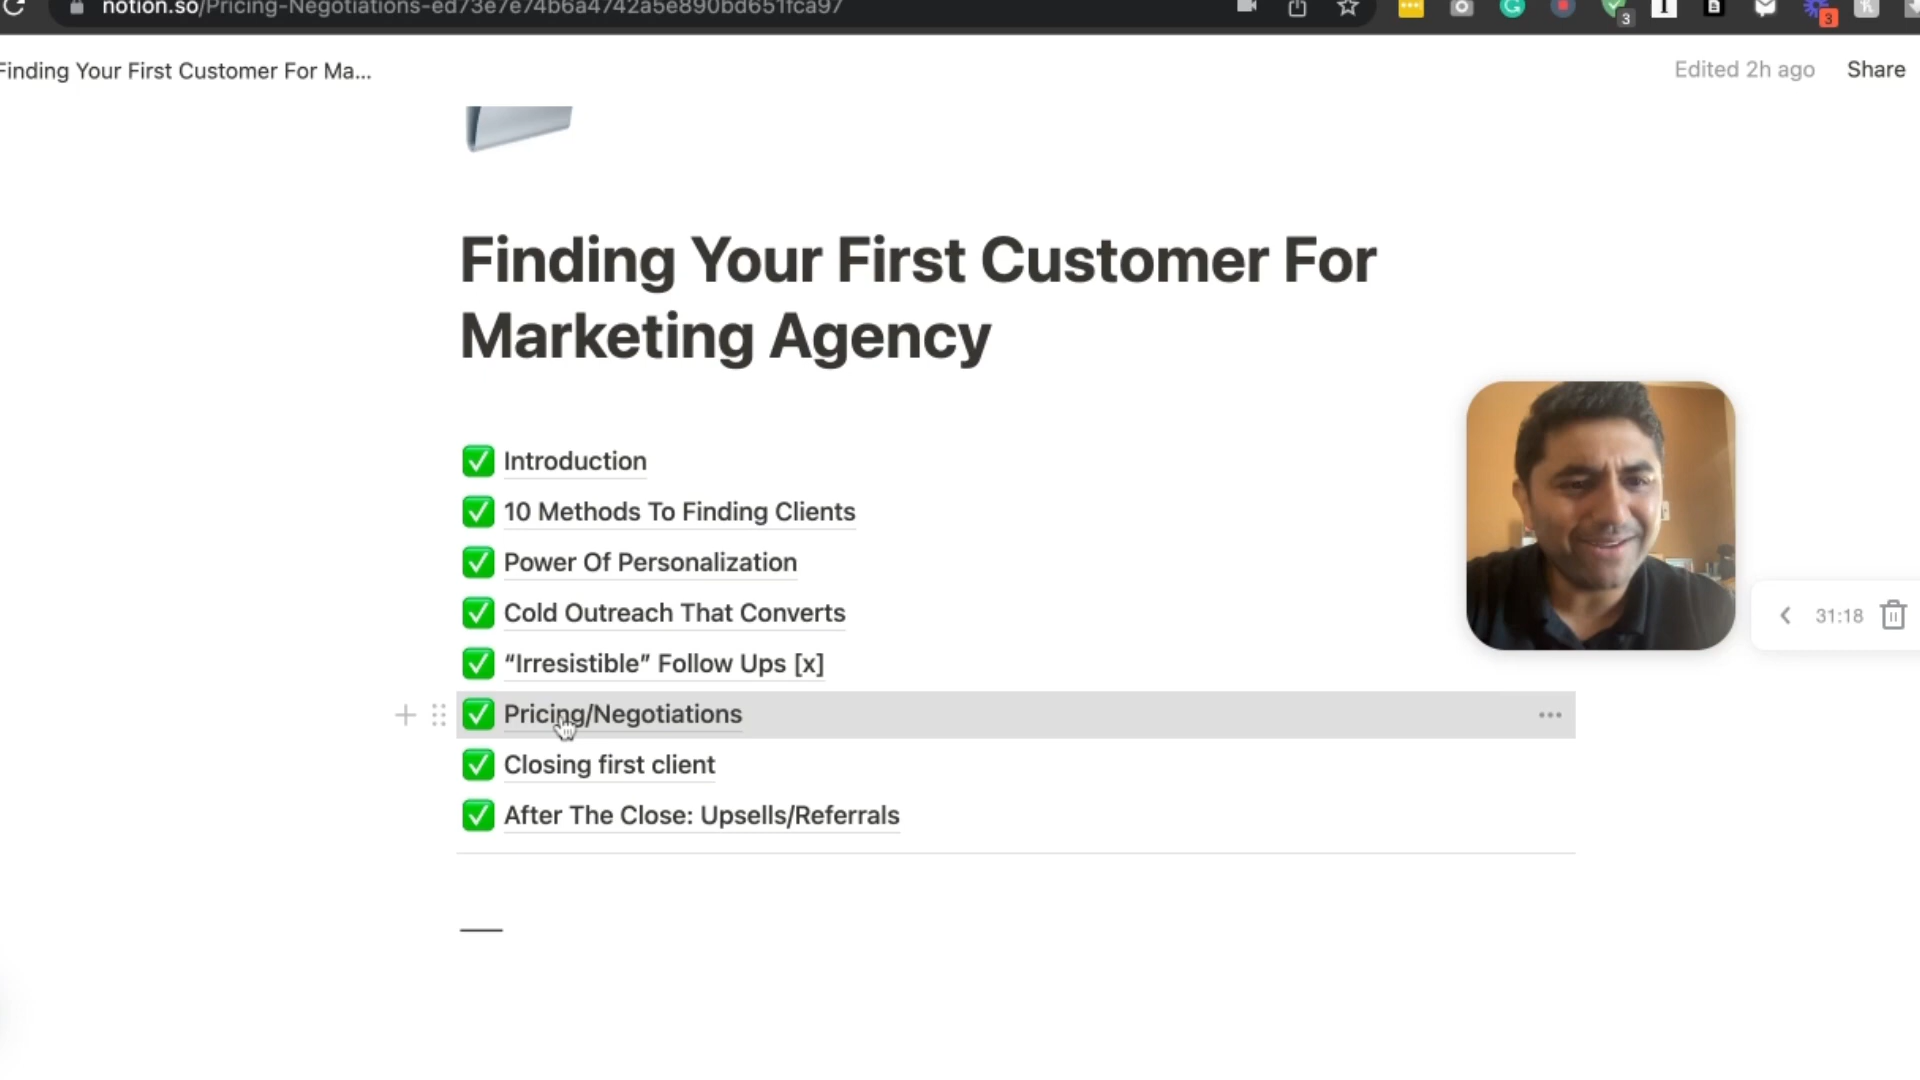 notion.so/Pricing-Negotiations-ed73e7e74b6a4742a5e890bd651fca97
3
3
Finding Your First Customer For Ma...
Edited 2h ago
Share
Finding Your First Customer For
Marketing Agency
Introduction
10 Methods To Finding Clients
Power Of Personalization
Cold Outreach That Converts
“Irresistible” Follow Ups [x]
31:18
Pricing/Negotiations
Closing first client
After The Close: Upsells/Referrals